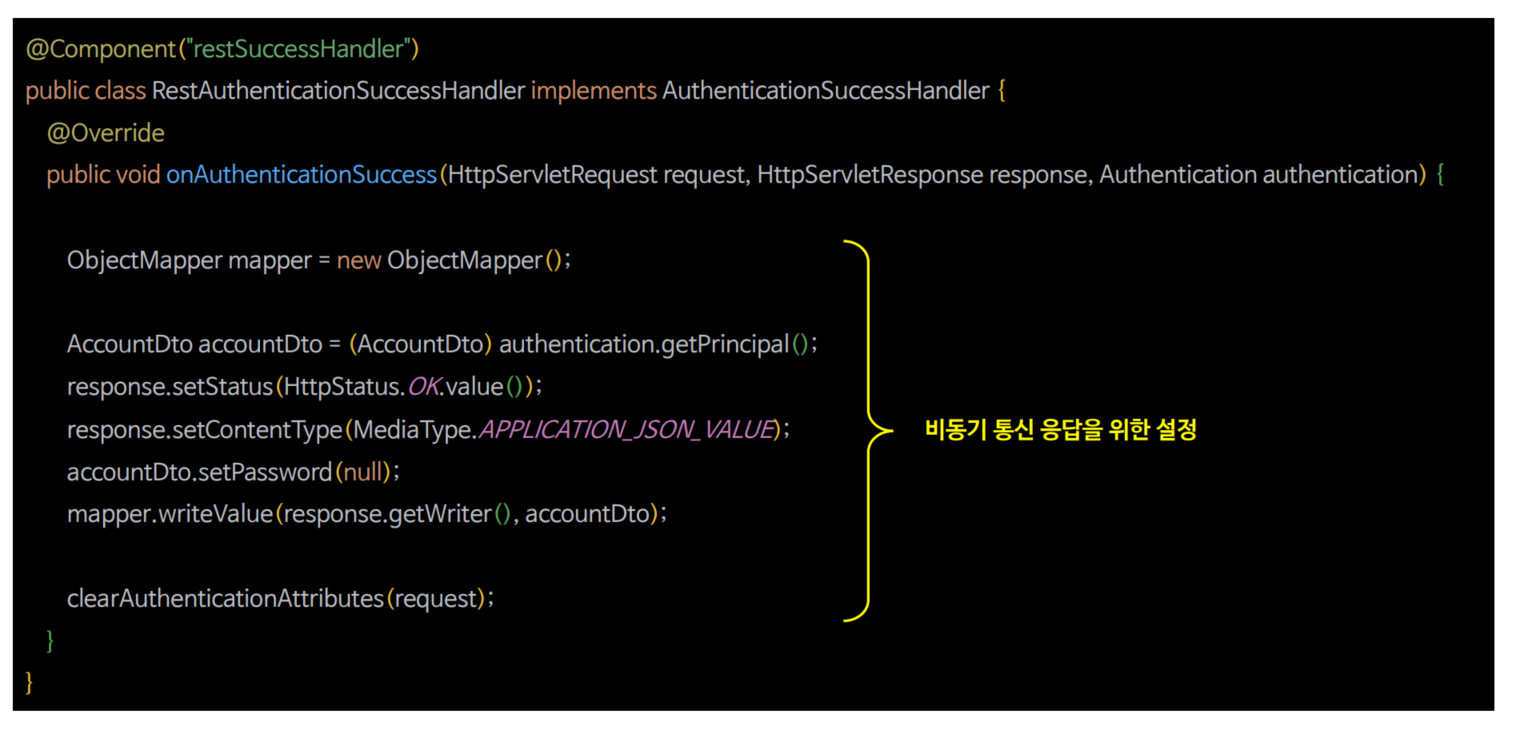 @Component("restSuccessHandler")
public class RestAuthenticationSuccessHandler implements AuthenticationSuccessHandler {
@Override
public void onAuthenticationSuccess(HttpServletRequest request, HttpServletResponse response, Authentication authentication) {
ObjectMapper mapper = new ObjectMapper();
AccountDto accountDto = (AccountDto) authentication.getPrincipal();
response.setStatus(HttpStatus.OK.value());
response.setContentType(MediaType.APPLICATION_JSON_VALUE);
비동기 통신 응답을 위한 설정
accountDto.setPassword(null);
mapper.writeValue(response.getWriter(), accountDto);
clearAuthenticationAttributes(request);
}
}